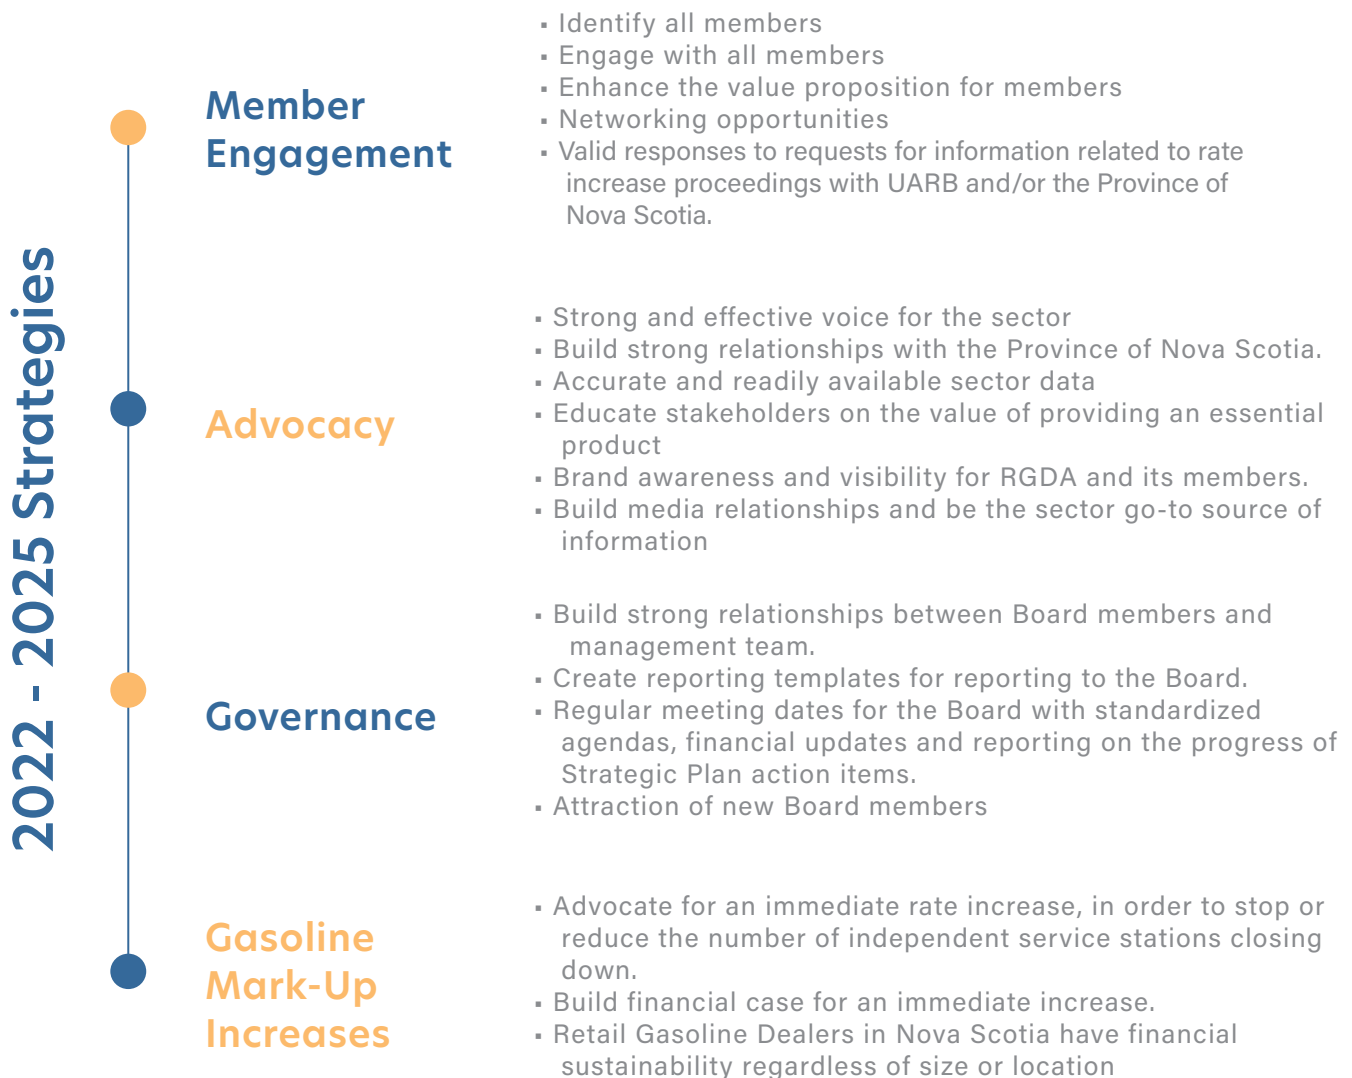 2022 - 2025 Strategies
Member
Engagement
▪ Identify all members
▪ Engage with all members
▪ Enhance the value proposition for members
▪ Networking opportunities
▪ Valid responses to requests for information related to rate
increase proceedings with UARB and/or the Province of
Nova Scotia.
Advocacy
▪ Strong and effective voice for the sector
▪ Build strong relationships with the Province of Nova Scotia.
▪ Accurate and readily available sector data
▪ Educate stakeholders on the value of providing an essential
product
▪ Brand awareness and visibility for RGDA and its members.
▪ Build media relationships and be the sector go-to source of
information
Governance
▪ Build strong relationships between Board members and
management team.
▪ Create reporting templates for reporting to the Board.
▪ Regular meeting dates for the Board with standardized
agendas, financial updates and reporting on the progress of
Strategic Plan action items.
▪ Attraction of new Board members
Gasoline
Mark-Up
Increases
▪ Advocate for an immediate rate increase, in order to stop or
reduce the number of independent service stations closing
down.
▪ Build financial case for an immediate increase.
▪ Retail Gasoline Dealers in Nova Scotia have financial
sustainability regardless of size or location